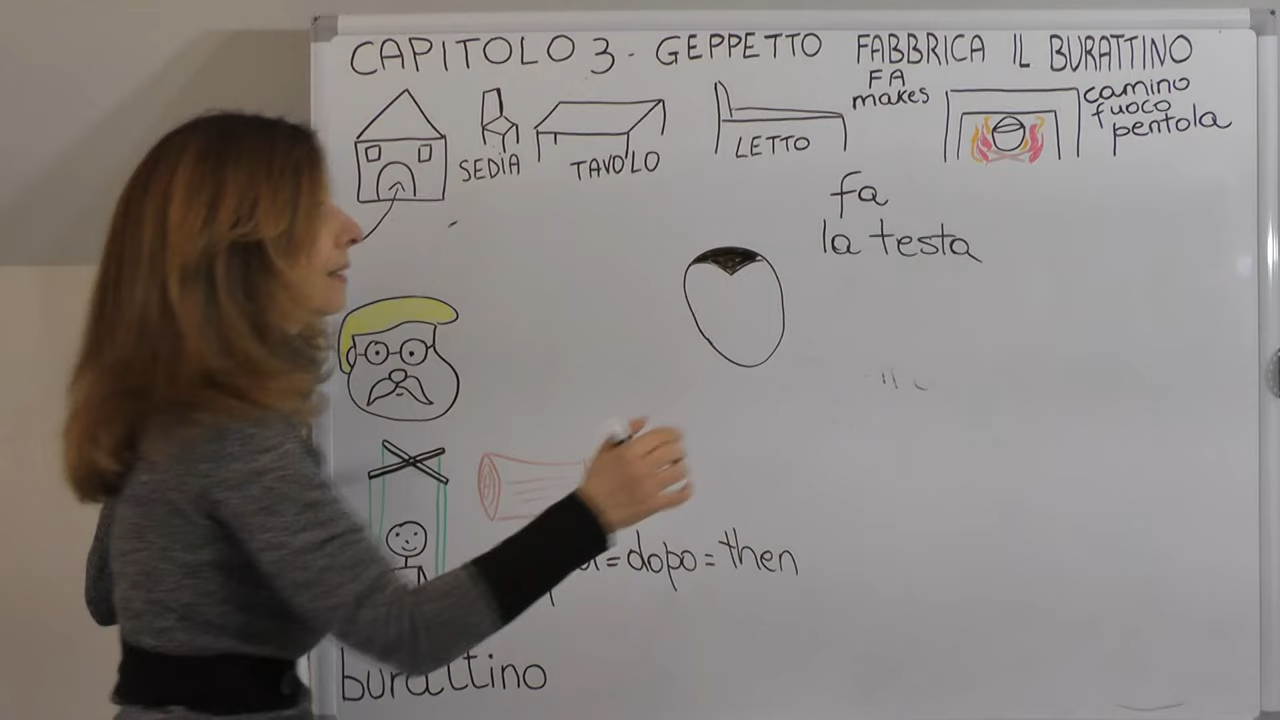 CAPITOLO 3 - GEPPETTO FABBRICA IL BURATTINO
FA
makes
camino
fuoco
pentola
SEDIA
TAVOLO
LETTO
fa
la testa
= dopo = then
burattino